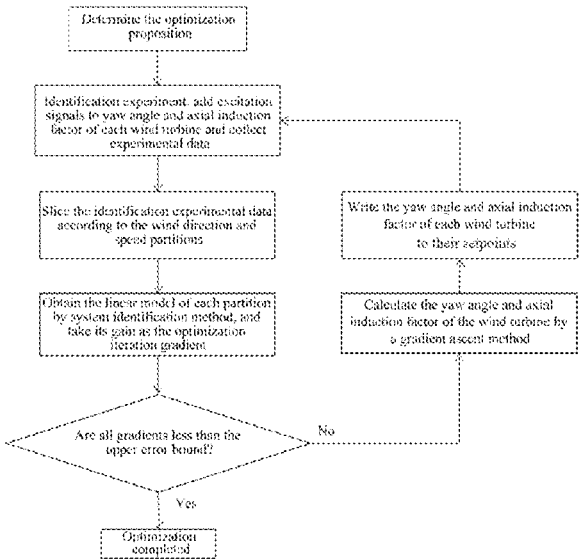 Determine the optimization
proposition
Identification experiment, add excitation
signals to yaw angle and axial induction
factor of each wind turbine and collect
experimental data
Slice the identification experimental data
according to the wind direction and
speed partitions
Obtain the linear model of each partition
by system identification method, and
take its gain as the optimization
iteration gradient
Are all gradients less than the
upper error bound?
Yes
Optimization
completed
No
Calculate the yaw angle and axial
induction factor of the wind turbine by
a gradient ascent method
Write the yaw angle and axial induction
factor of each wind turbine
to their setpoints